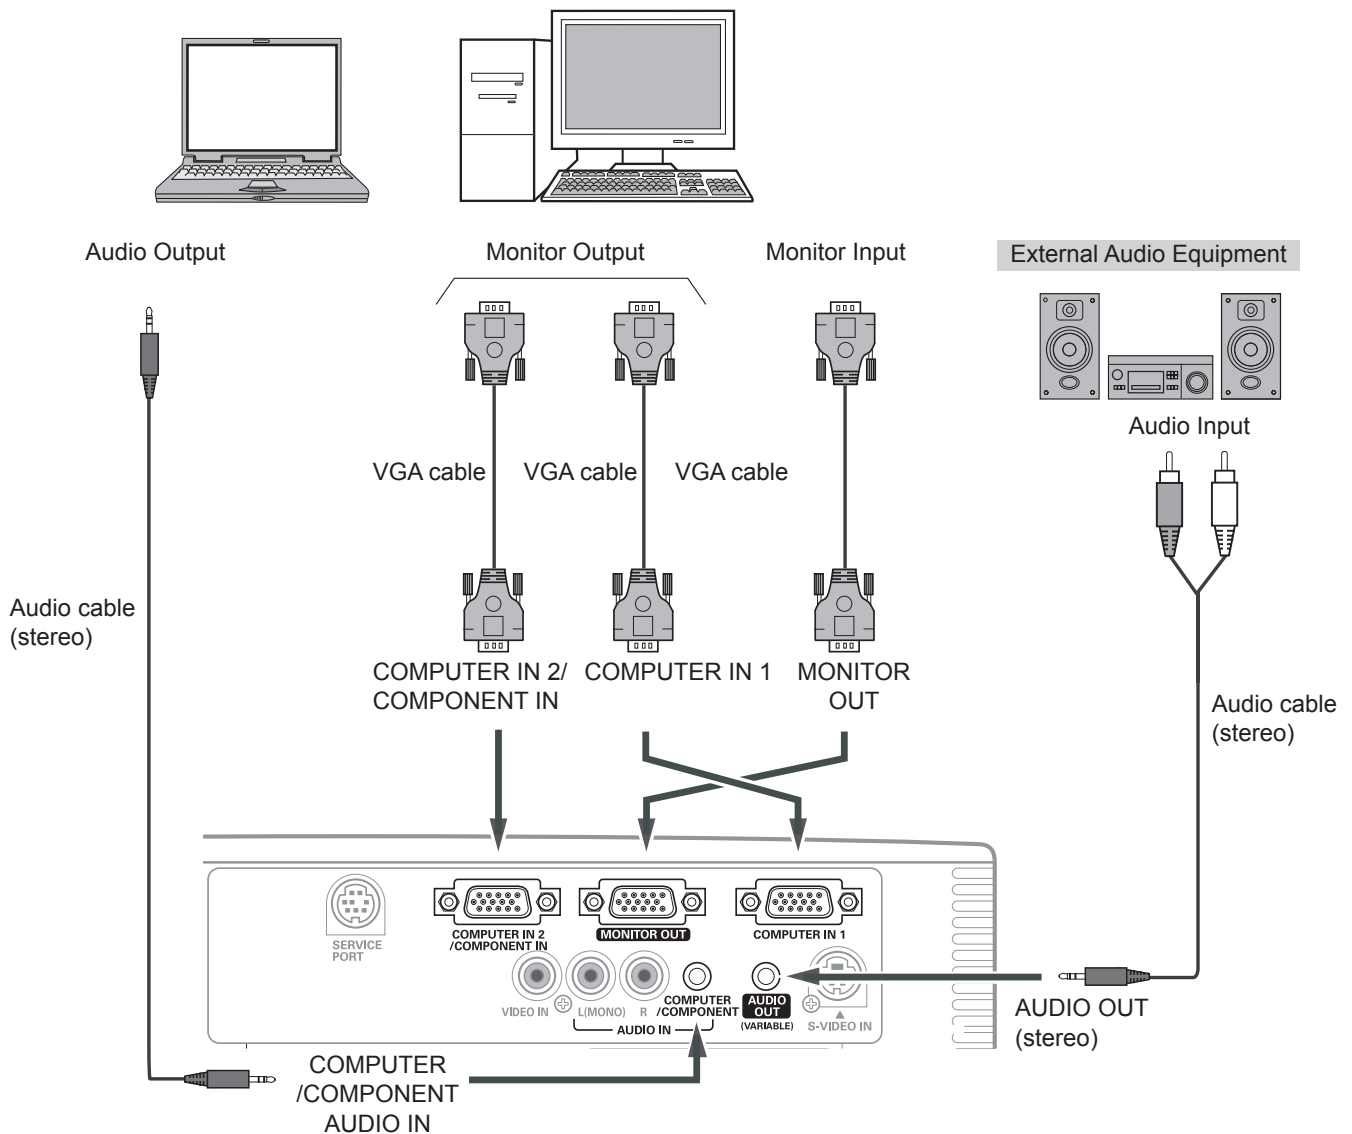 Audio Output
Monitor Output
Monitor Input
External Audio Equipment
Audio Input
VGA cable
VGA cable
VGA cable
Audio cable
(stereo)
COMPUTER IN 2/
COMPONENT IN
COMPUTER IN 1
MONITOR
OUT
Audio cable
(stereo)
SERVICE
PORT
COMPUTER IN 2
/COMPONENT IN
MONITOR OUT
COMPUTER IN 1
VIDEO IN
L(MONO)
R
COMPUTER
/COMPONENT
AUDIO IN
AUDIO
OUT
(VARIABLE)
S-VIDEO IN
AUDIO OUT
(stereo)
COMPUTER
/COMPONENT
AUDIO IN